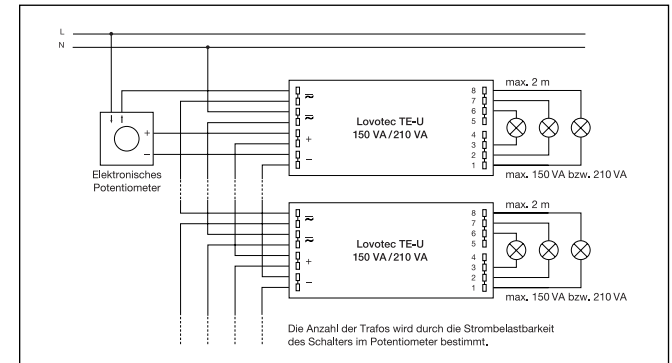 L
N
max. 2 m
8
7
6
5
4
3
2
1
≂
≂
+
−
Lovotec TE-U
150 VA/210 VA
+
−
Elektronisches
Potentiometer
max. 150 VA bzw. 210 VA
max. 2 m
8
7
6
5
4
3
2
1
≂
≂
+
−
Lovotec TE-U
150 VA/210 VA
max. 150 VA bzw. 210 VA
Die Anzahl der Trafos wird durch die Strombelastbarkeit
des Schalters im Potentiometer bestimmt.